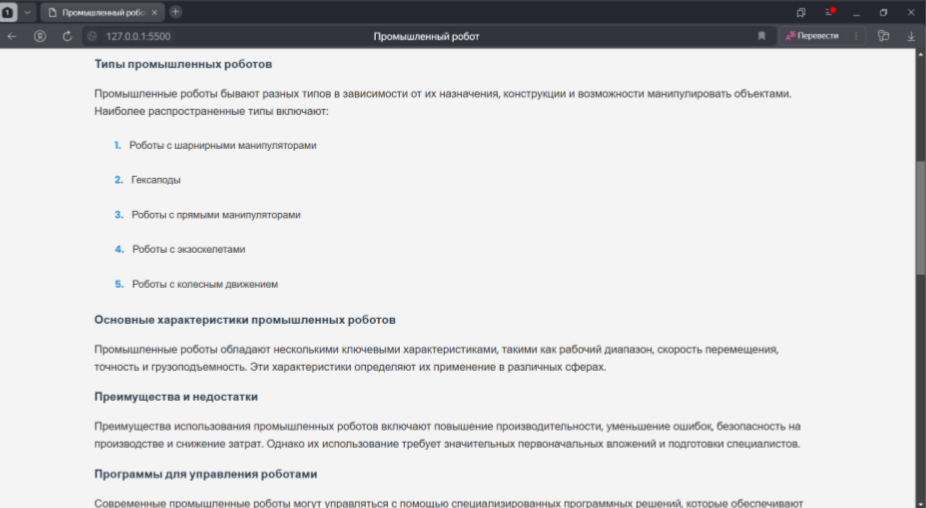 Промышленный робо
127.0.0.1:5500
Промышленный робот
Перевести
Типы промышленных роботов
Промышленные роботы бывают разных типов в зависимости от их назначения, конструкции и возможности манипулировать объектами.
Наиболее распространенные типы включают:
1. Роботы с шарнирными манипуляторами
2. Гексаподы
3. Роботы с прямыми манипуляторами
4. Роботы с экзоскелетами
5. Роботы с колесным движением
Основные характеристики промышленных роботов
Промышленные роботы обладают несколькими ключевыми характеристиками, такими как рабочий диапазон, скорость перемещения,
точность и грузоподъемность. Эти характеристики определяют их применение в различных сферах.
Преимущества и недостатки
Преимущества использования промышленных роботов включают повышение производительности, уменьшение ошибок, безопасность на
производстве и снижение затрат. Однако их использование требует значительных первоначальных вложений и подготовки специалистов.
Программы для управления роботами
Современные промышленные роботы могут управляться с помощью специализированных программных решений, которые обеспечивают